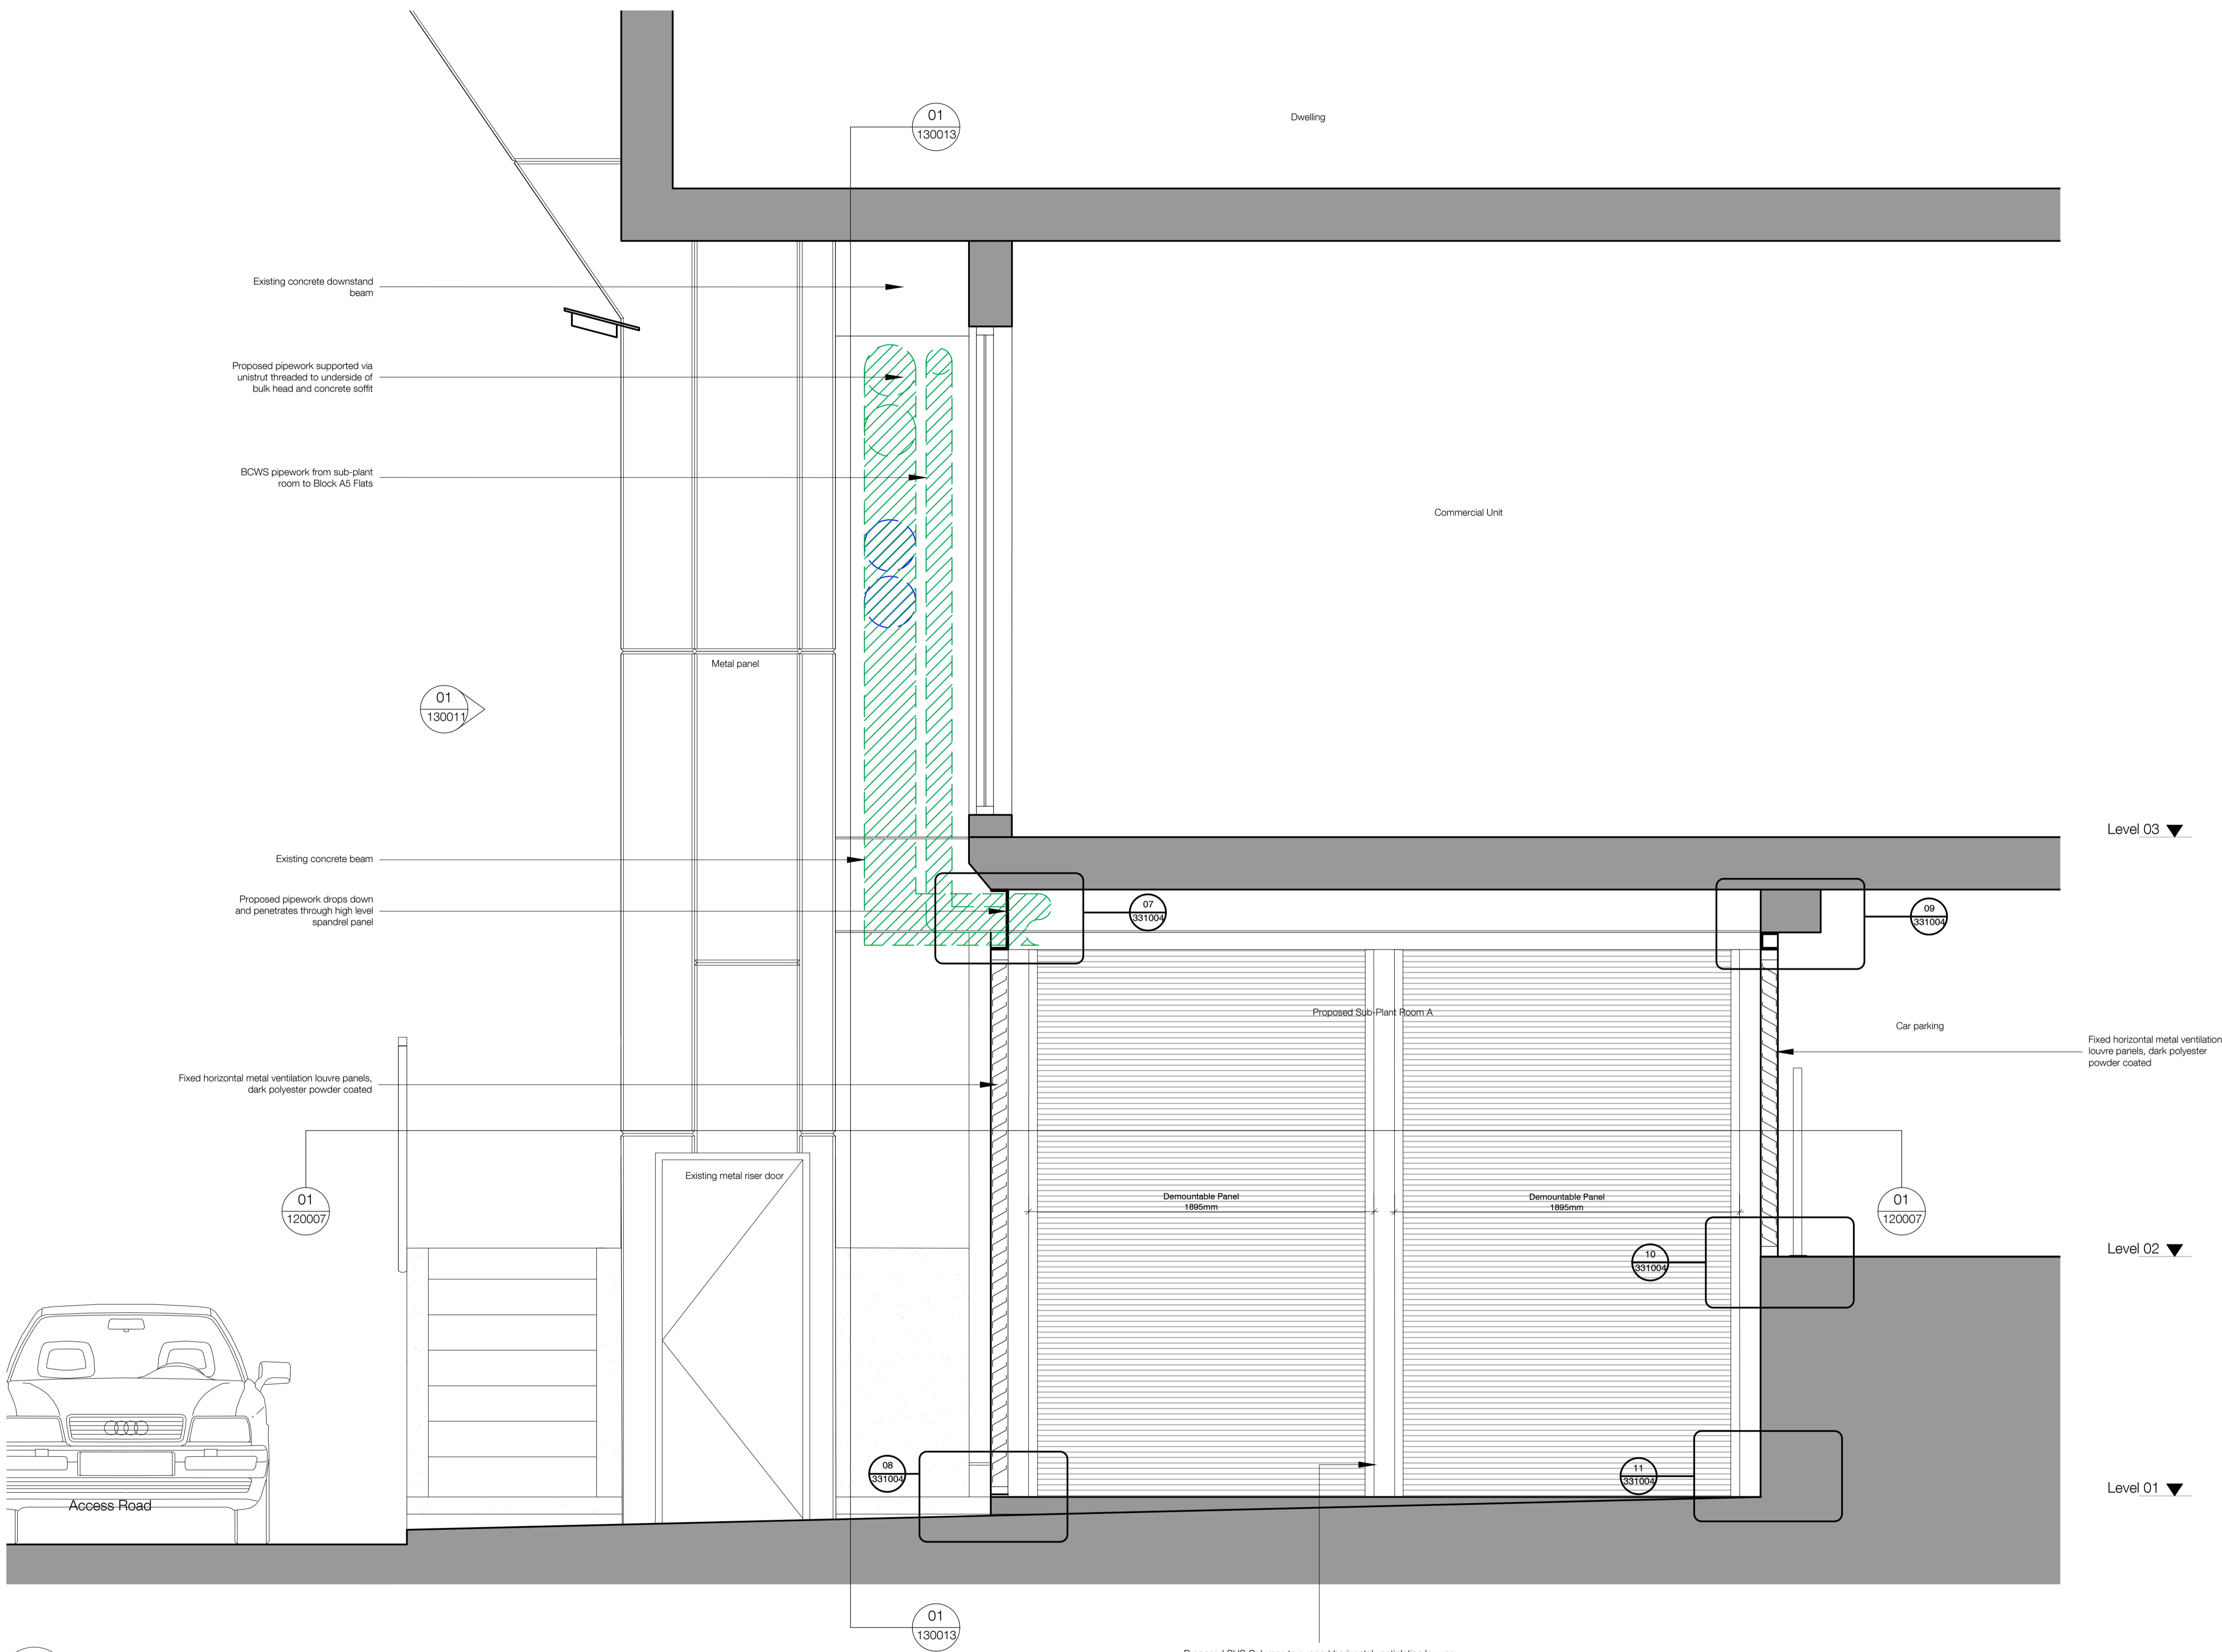 01
130013
Dwelling
Existing concrete downstand
beam
Proposed pipework supported via
unistrut threaded to underside of
bulk head and concrete soffit
BCWS pipework from sub-plant
room to Block A5 Flats
Commercial Unit
Metal panel
01
130011
Level 03
Existing concrete beam
Proposed pipework drops down
and penetrates through high level
spandrel panel
07
331004
09
331004
Proposed Sub-Plant Room A
Car parking
Fixed horizontal metal ventilation
louvre panels, dark polyester
powder coated
Fixed horizontal metal ventilation louvre panels,
dark polyester powder coated
Existing metal riser door
01
120007
Demountable Panel
1895mm
Demountable Panel
1895mm
01
120007
10
331004
Level 02
08
331004
11
331004
Access Road
Level 01
01
130013